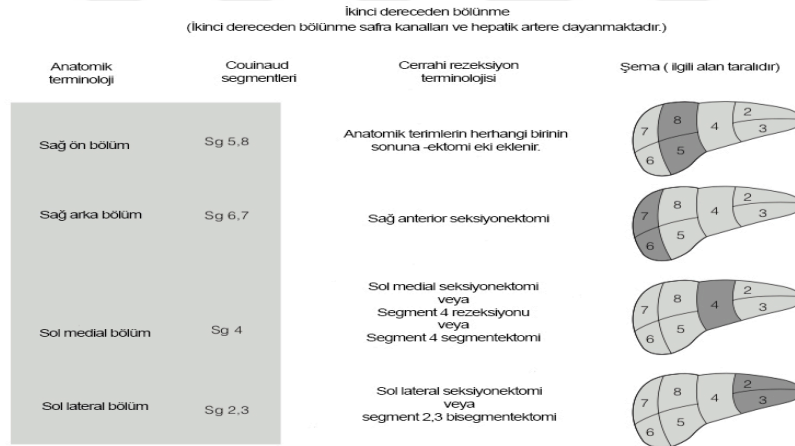 İkinci dereceden bölünme
(İkinci dereceden bölünme safra kanalları ve hepatik artere dayanmaktadır.)
Anatomik
terminoloji
Couinaud
segmentleri
Cerrahi rezeksiyon
terminolojisi
Şema ( ilgili alan taralıdır)
Sağ ön bölüm
Sg 5,8
Anatomik terimlerin herhangi birinin
sonuna -ektomi eki eklenir.
7 8 4 2
3
6 5
Sağ arka bölüm
Sg 6,7
Sağ anterior seksiyonektomi
7 8 4 2
3
6 5
Sol medial bölüm
Sg 4
Sol medial seksiyonektomi
veya
Segment 4 rezeksiyonu
veya
Segment 4 segmentektomi
7 8 4 2
3
6 5
Sol lateral bölüm
Sg 2,3
Sol lateral seksiyonektomi
veya
segment 2,3 bisegmentektomi
7 8 4 2
3
6 5